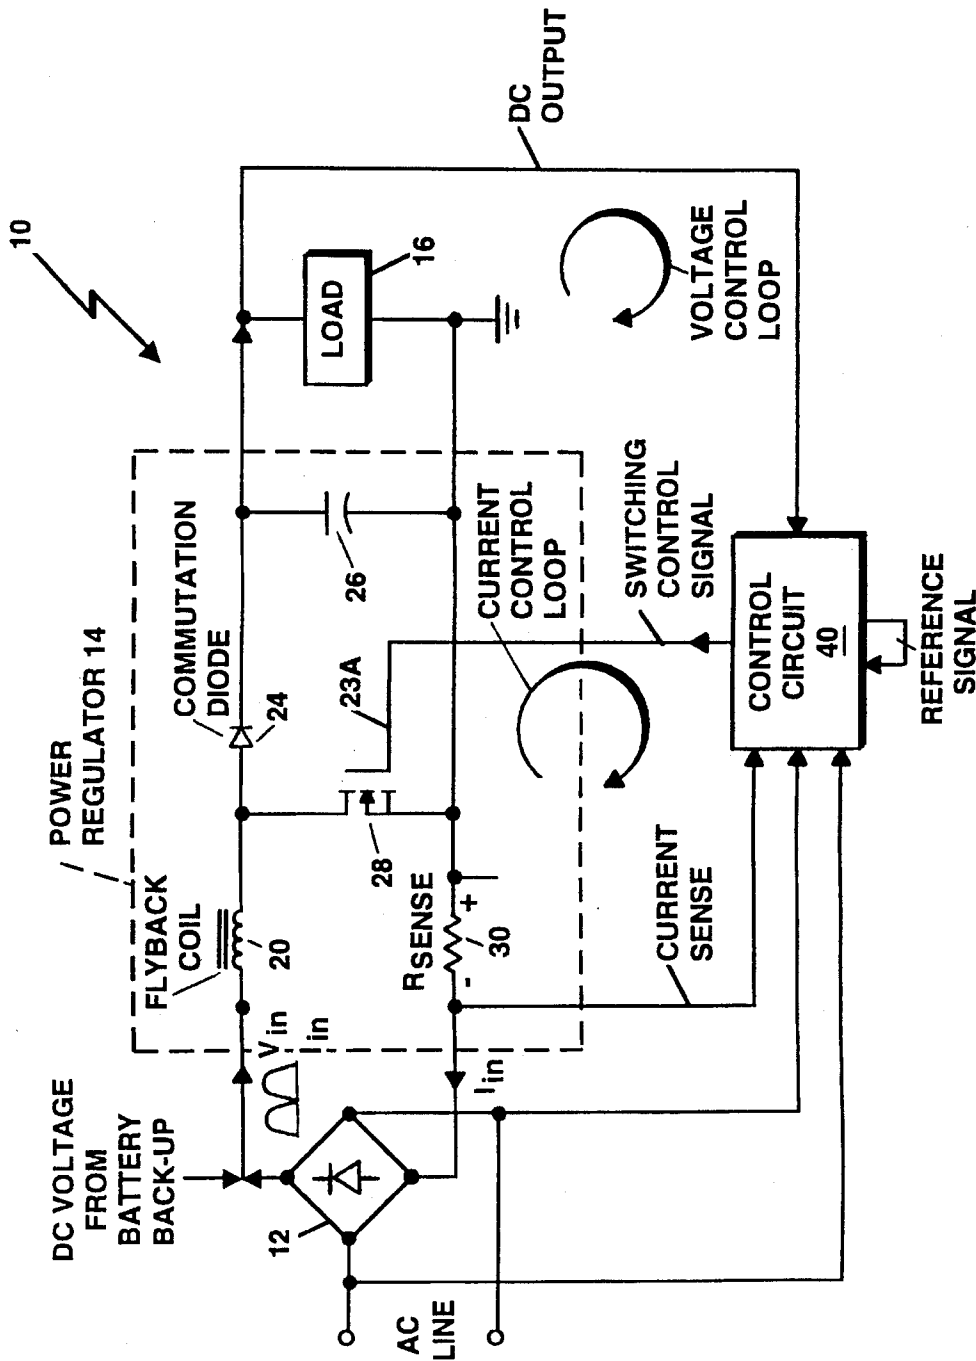 10
POWER
REGULATOR 14
DC VOLTAGE
FROM
BATTERY
BACK-UP
FLYBACK
COIL
20
COMMUTATION
DIODE
24
Vin
in
12
AC
LINE
Iin
RSENSE
-
+
30
28
23A
26
LOAD
16
DC
OUTPUT
CURRENT
CONTROL
LOOP
VOLTAGE
CONTROL
LOOP
SWITCHING
CONTROL
SIGNAL
CURRENT
SENSE
CONTROL
CIRCUIT
40
REFERENCE
SIGNAL